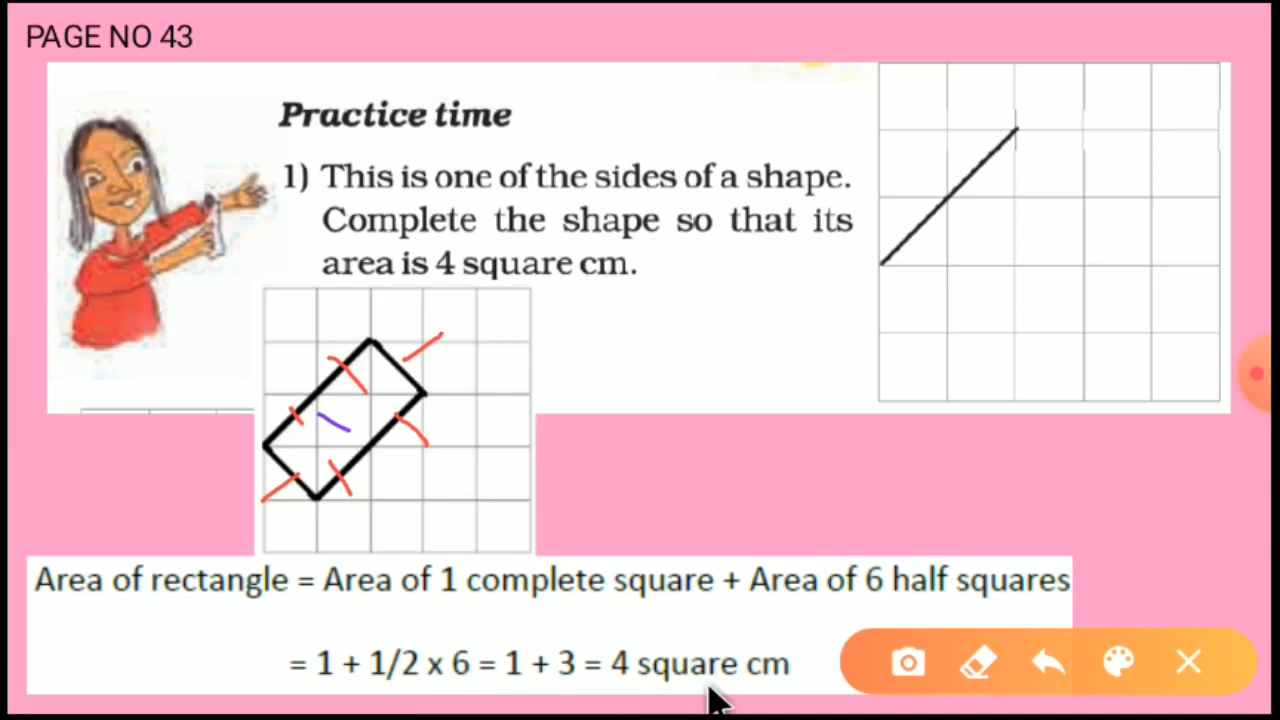 PAGE NO 43
Practice time
1) This is one of the sides of a shape.
Complete the shape so that its
area is 4 square cm.
Area of rectangle = Area of 1 complete square + Area of 6 half squares
= 1 + 1/2 x 6 = 1 + 3 = 4 square cm